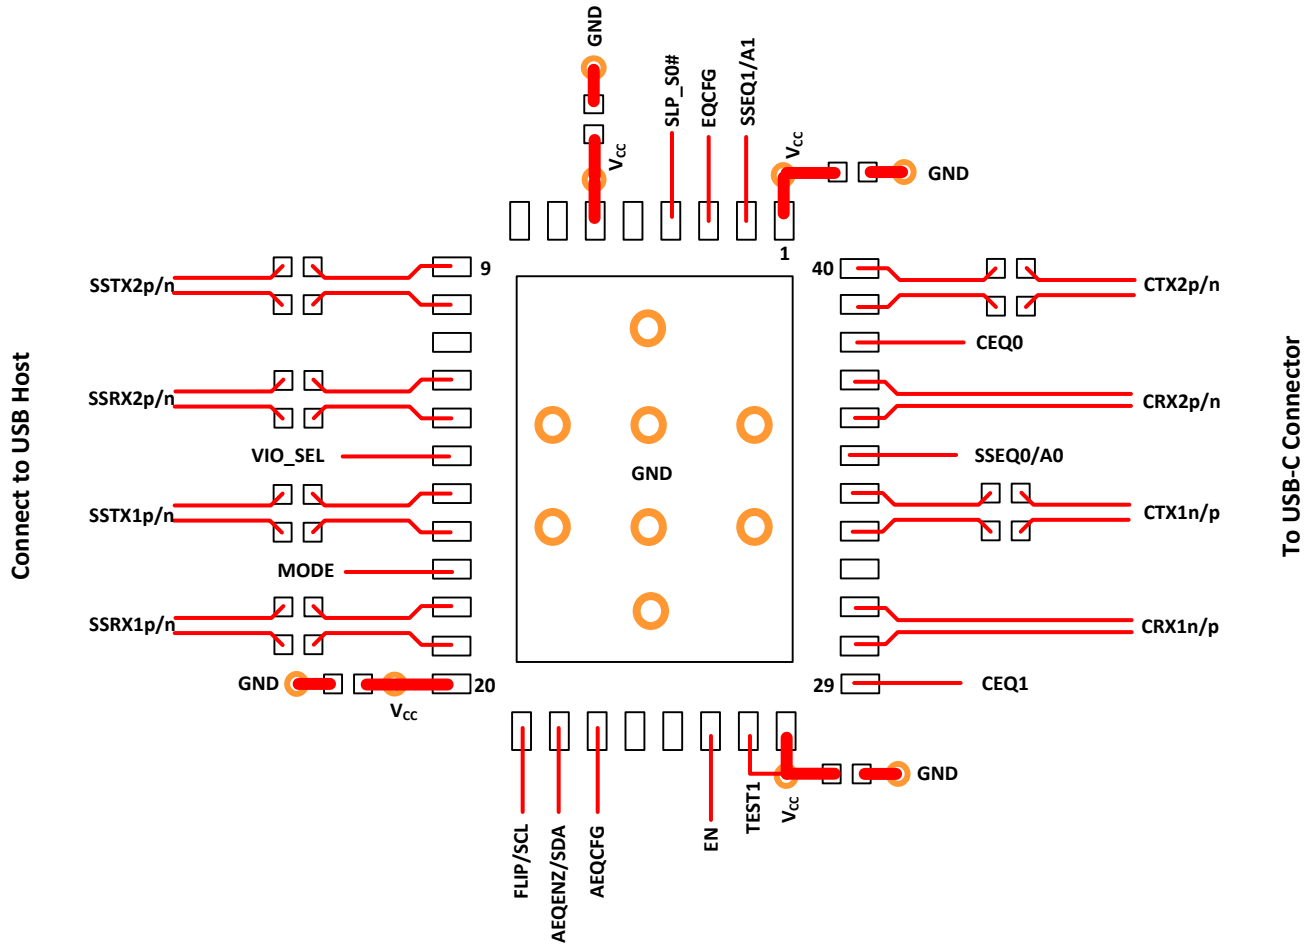 GND
SLP_S0#
EQCFG
SSEQ1/A1
VCC
VCC
GND
1
9
40
SSTX2p/n
CTX2p/n
CEQ0
SSRX2p/n
CRX2p/n
VIO_SEL
SSEQ0/A0
GND
SSTX1p/n
CTX1n/p
MODE
SSRX1p/n
CRX1n/p
GND
VCC
20
29
CEQ1
Connect to USB Host
To USB-C Connector
FLIP/SCL
AEQENZ/SDA
AEQCFG
EN
TEST1
VCC
GND